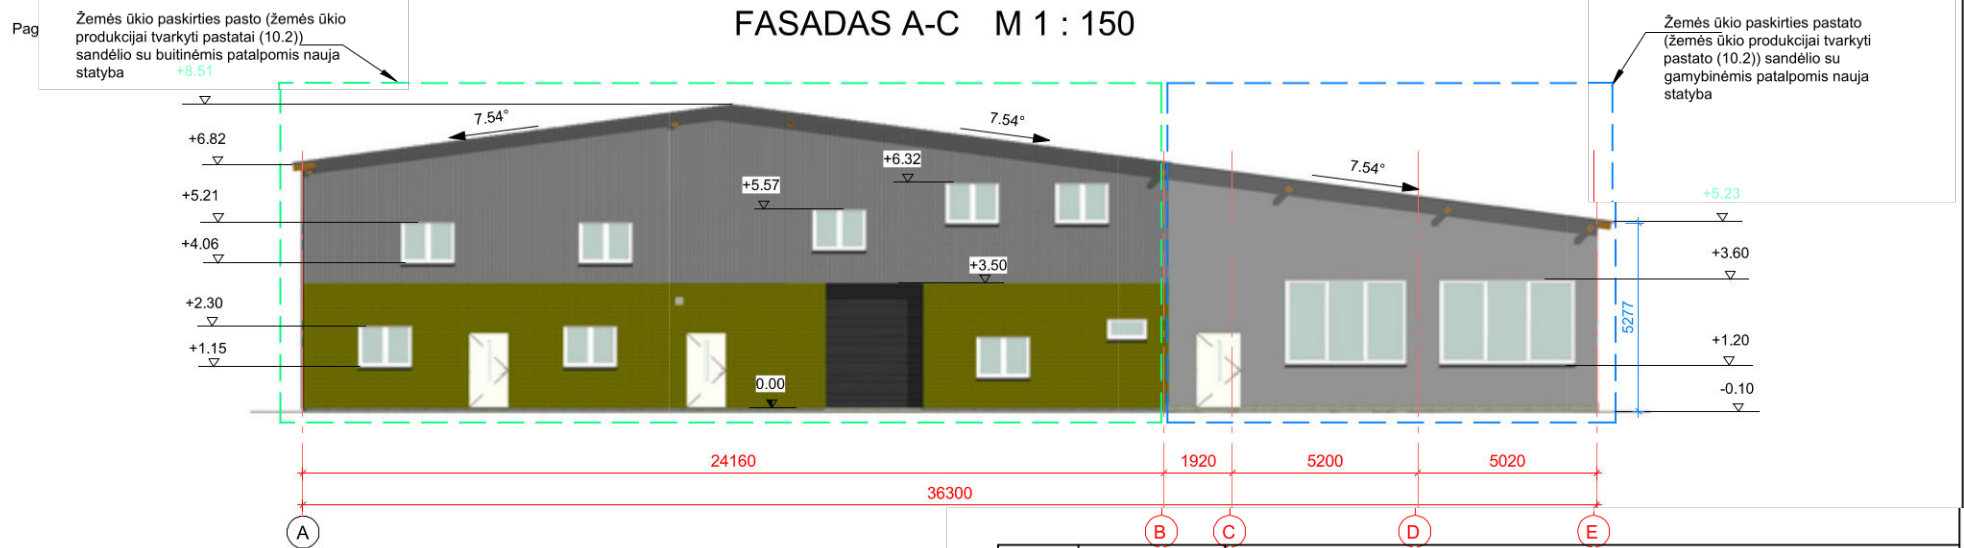 FASADAS A-C M 1 : 150
Pag
Žemės ūkio paskirties pasto (žemės ūkio
produkcijai tvarkyti pastatai (10.2))
sandėlio su buitinėmis patalpomis nauja
statyba
Žemės ūkio paskirties pastato
(žemės ūkio produkcijai tvarkyti
pastato (10.2)) sandėlio su
gamybinėmis patalpomis nauja
statyba
+8.51
+6.82
+5.21
+4.06
+2.30
+1.15
7.54°
7.54°
7.54°
+6.32
+5.57
+3.50
0.00
+5.23
+3.60
+1.20
-0.10
5277
24160
1920
5200
5020
36300
A
B
C
D
E